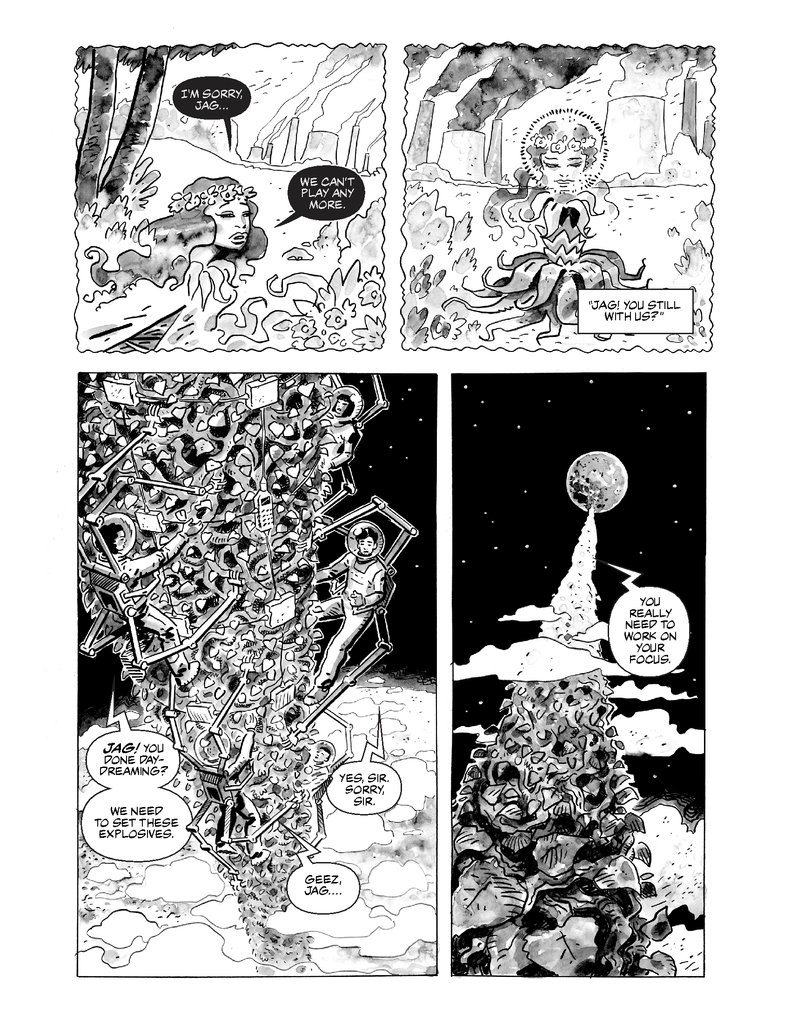 I'M SORRY,
JAG...
WE CAN'T
PLAY ANY
MORE.
"JAG! YOU STILL
WITH US?"
JAG! YOU
DONE DAY-
DREAMING?
WE NEED
TO SET THESE
EXPLOSIVES.
YES, SIR.
SORRY,
SIR.
GEEZ,
JAG....
YOU
REALLY
NEED TO
WORK ON
YOUR
FOCUS.